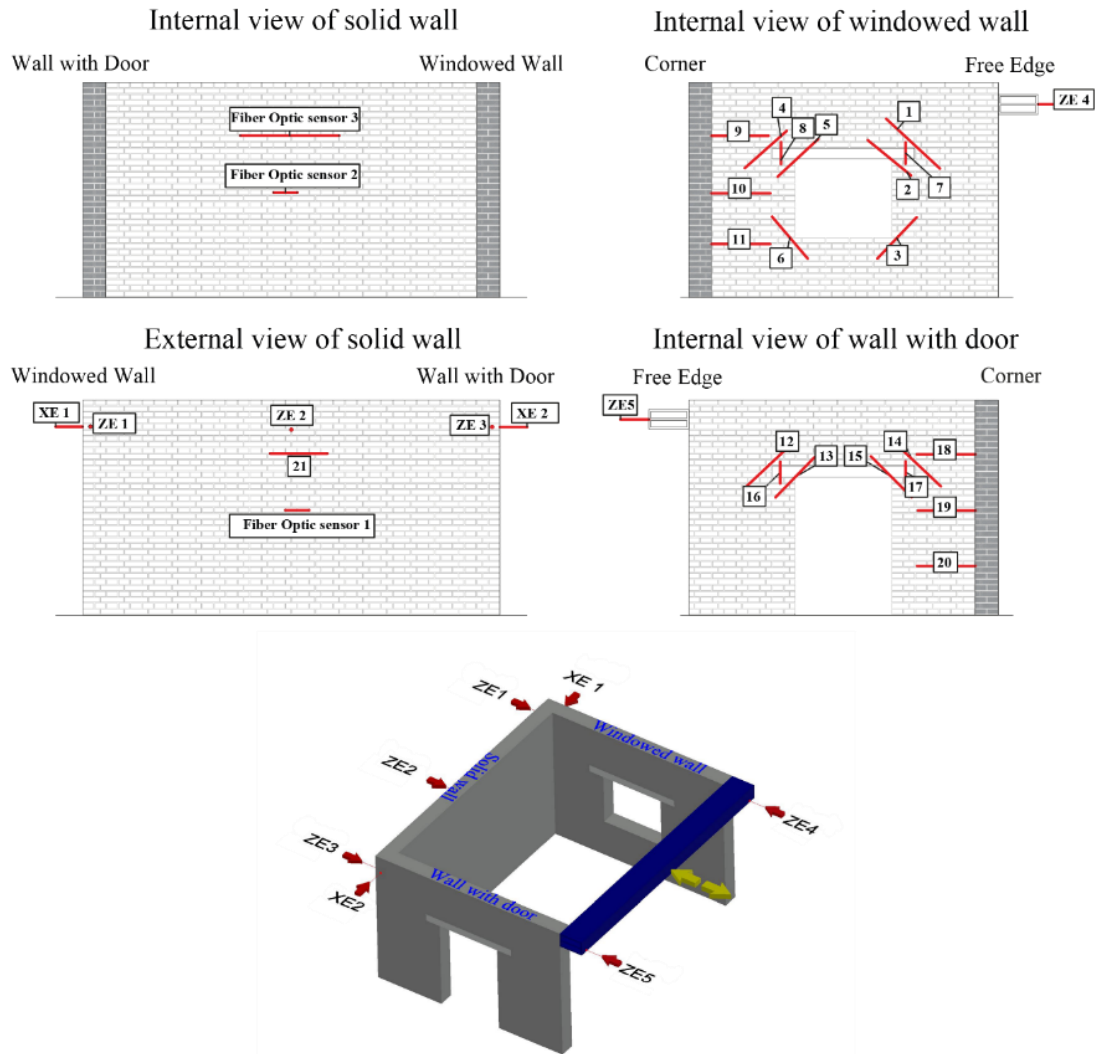 Internal view of solid wall
Wall with Door
Windowed Wall
Fiber Optic sensor 3
Fiber Optic sensor 2
Internal view of windowed wall
Corner
Free Edge
ZE 4
1
4
5
8
9
10
2
7
11
6
3
External view of solid wall
Windowed Wall
Wall with Door
XE 1
ZE 1
ZE 2
ZE 3
XE 2
21
Fiber Optic sensor 1
Internal view of wall with door
Free Edge
Corner
ZE5
12
14
18
13
15
16
17
19
20
ZE1
XE 1
Windowed wall
ZE2
Solid wall
ZE4
ZE3
XE2
Wall with door
ZE5